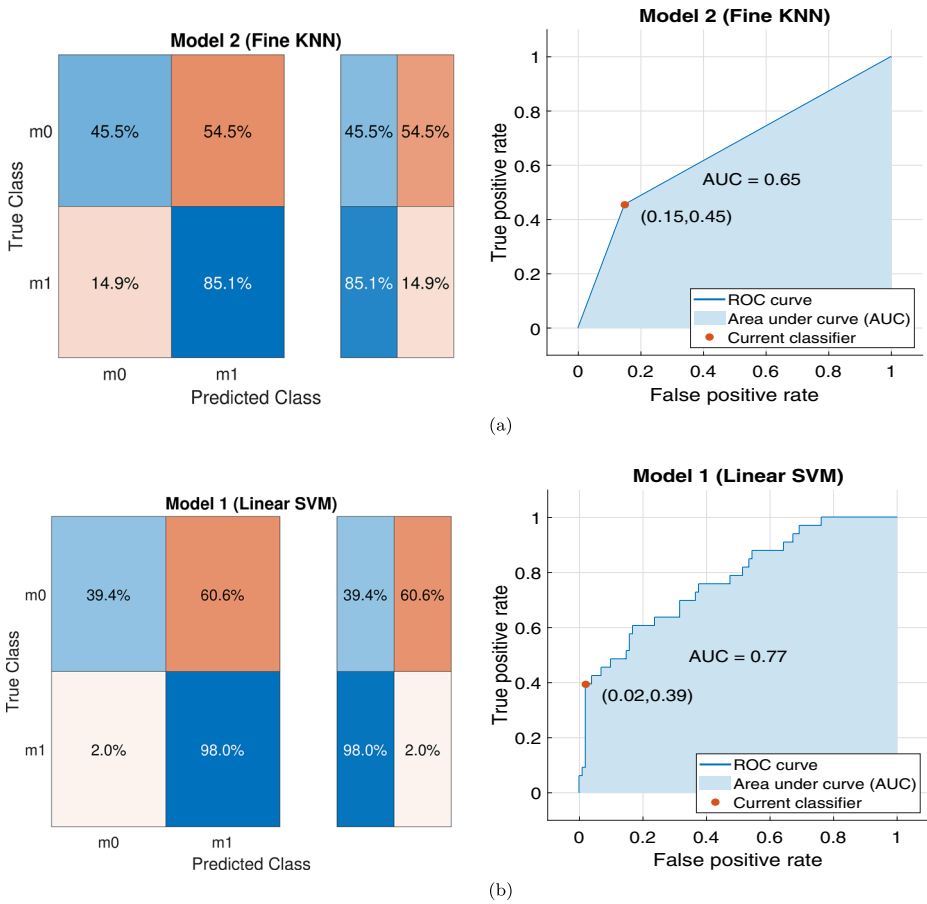 Model 2 (Fine KNN)
True Class
m0
45.5%
54.5%
45.5%
54.5%
m1
14.9%
85.1%
85.1%
14.9%
m0
m1
Predicted Class
Model 2 (Fine KNN)
True positive rate
1
0.8
0.6
0.4
0.2
0
AUC = 0.65
(0.15,0.45)
ROC curve
Area under curve (AUC)
Current classifier
0
0.2
0.4
0.6
0.8
1
False positive rate
(a)
Model 1 (Linear SVM)
True Class
m0
39.4%
60.6%
39.4%
60.6%
m1
2.0%
98.0%
98.0%
2.0%
m0
m1
Predicted Class
Model 1 (Linear SVM)
True positive rate
1
0.8
0.6
0.4
0.2
0
AUC = 0.77
(0.02,0.39)
ROC curve
Area under curve (AUC)
Current classifier
0
0.2
0.4
0.6
0.8
1
False positive rate
(b)